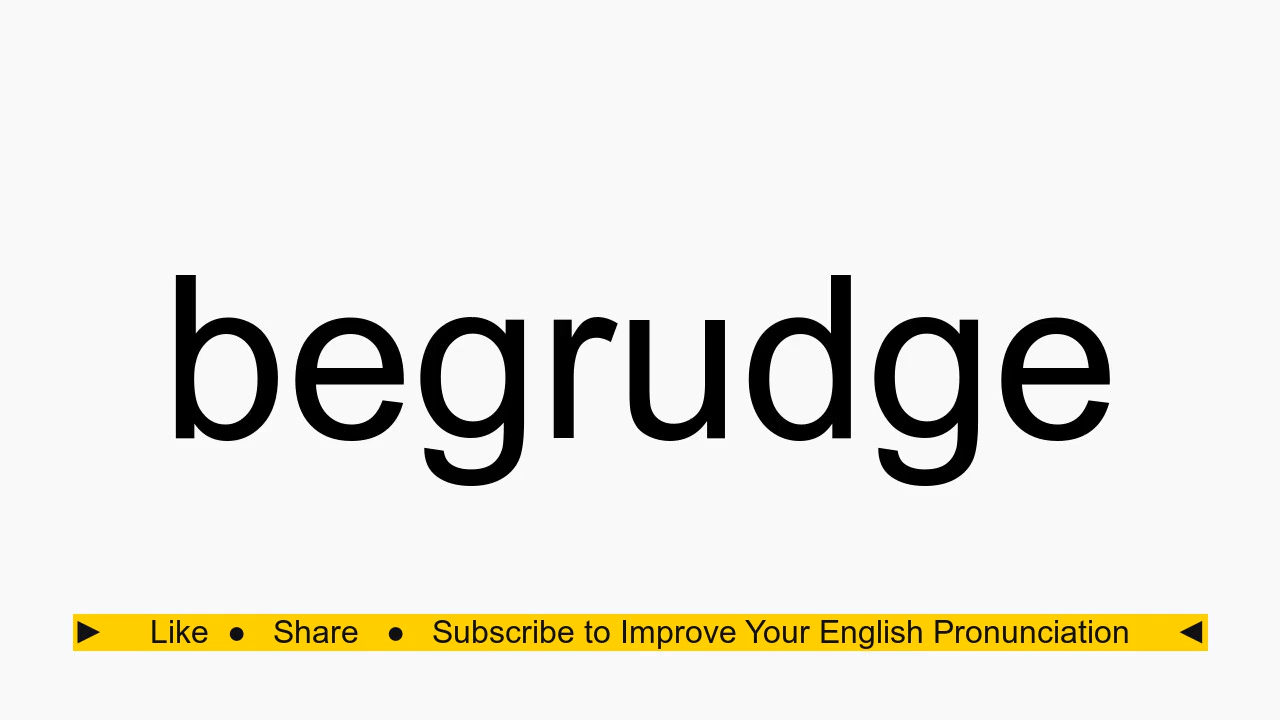 begrudge
► Like ● Share ● Subscribe to Improve Your English Pronunciation ◄